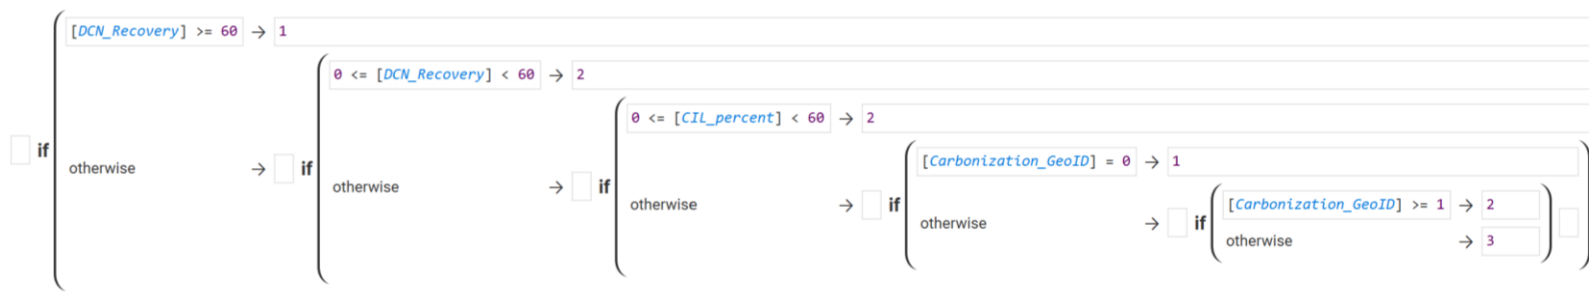 [DCN_Recovery] >= 60 → 1
0 <= [DCN_Recovery] < 60 → 2
0 <= [CIL_percent] < 60 → 2
if
[Carbonization_GeoID] = 0 → 1
otherwise → if
otherwise → if
otherwise → if
[Carbonization_GeoID] >= 1 → 2
otherwise → if
otherwise → 3